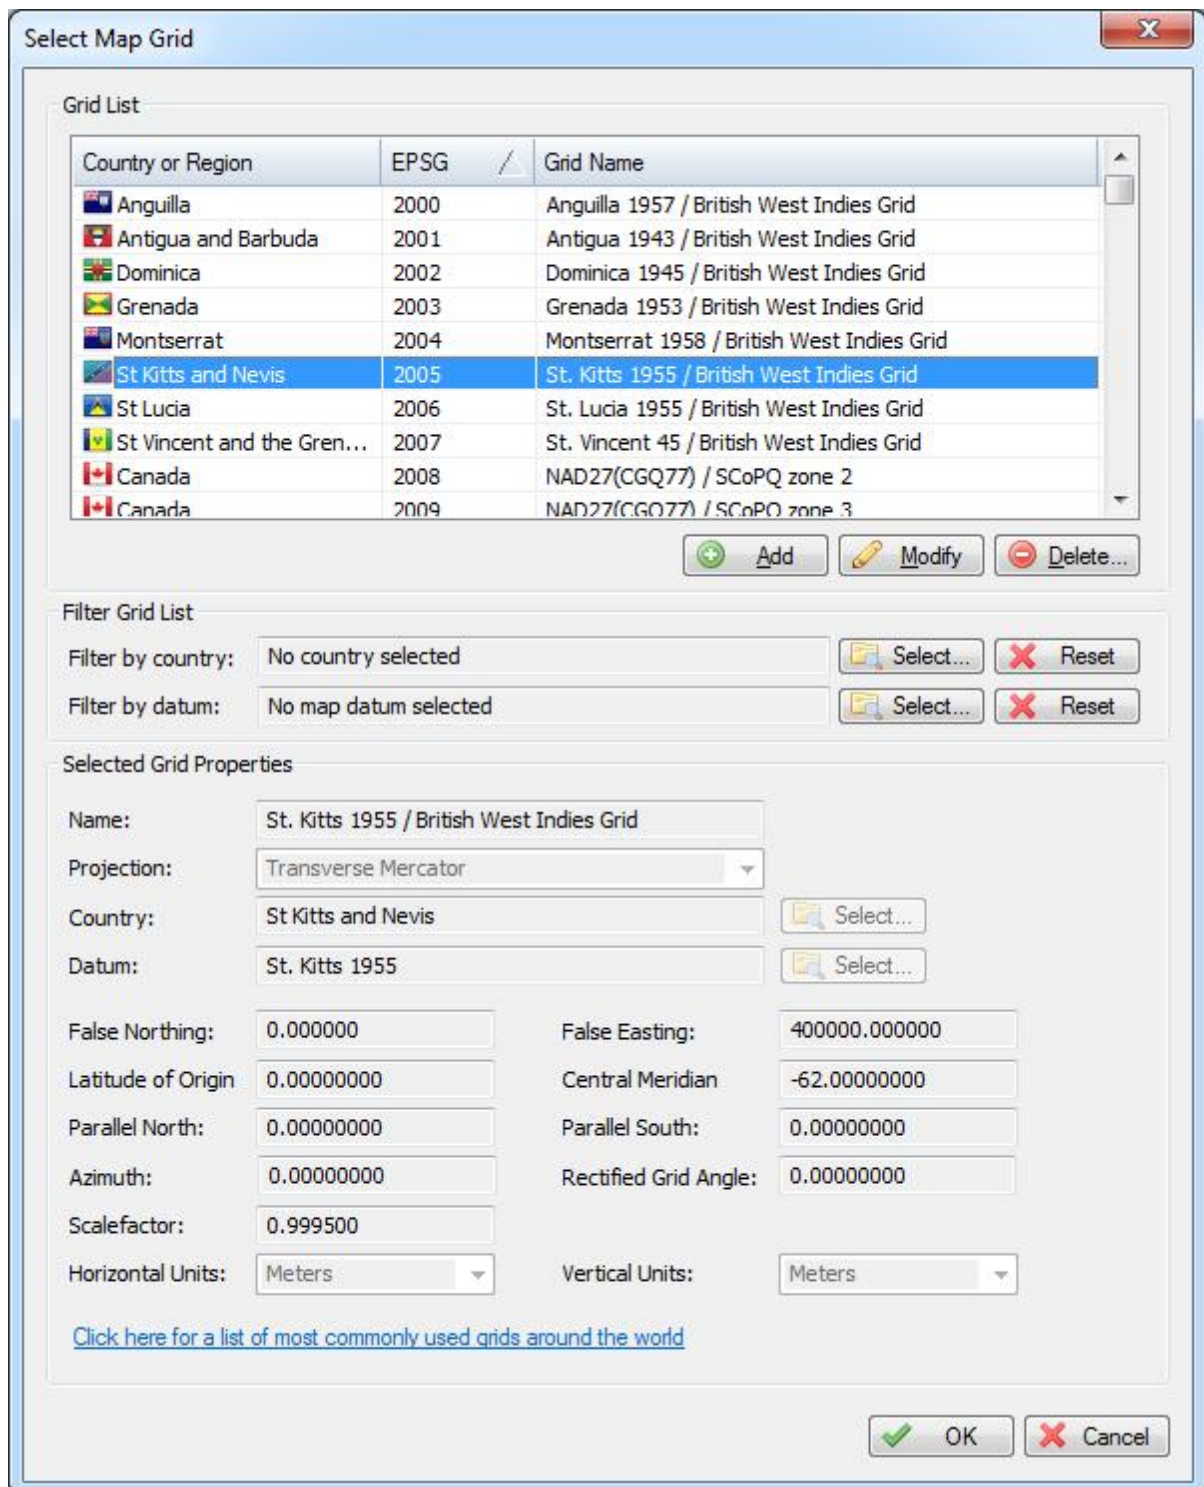 Select Map Grid
Grid List
Country or Region EPSG Grid Name
Anguilla 2000 Anguilla 1957 / British West Indies Grid
Antigua and Barbuda 2001 Antigua 1943 / British West Indies Grid
Dominica 2002 Dominica 1945 / British West Indies Grid
Grenada 2003 Grenada 1953 / British West Indies Grid
Montserrat 2004 Montserrat 1958 / British West Indies Grid
St Kitts and Nevis 2005 St. Kitts 1955 / British West Indies Grid
St Lucia 2006 St. Lucia 1955 / British West Indies Grid
St Vincent and the Gren... 2007 St. Vincent 45 / British West Indies Grid
Canada 2008 NAD27(CGQ77) / SCoPQ zone 2
Canada 2009 NAD27(CGQ77) / SCoPQ zone 3
Add Modify Delete...
Filter Grid List
Filter by country: No country selected Select... Reset
Filter by datum: No map datum selected Select... Reset
Selected Grid Properties
Name: St. Kitts 1955 / British West Indies Grid
Projection: Transverse Mercator
Country: St Kitts and Nevis Select...
Datum: St. Kitts 1955 Select...
False Northing: 0.000000 False Easting: 400000.000000
Latitude of Origin 0.00000000 Central Meridian -62.00000000
Parallel North: 0.00000000 Parallel South: 0.00000000
Azimuth: 0.00000000 Rectified Grid Angle: 0.00000000
Scalefactor: 0.999500
Horizontal Units: Meters Vertical Units: Meters
Click here for a list of most commonly used grids around the world
OK Cancel